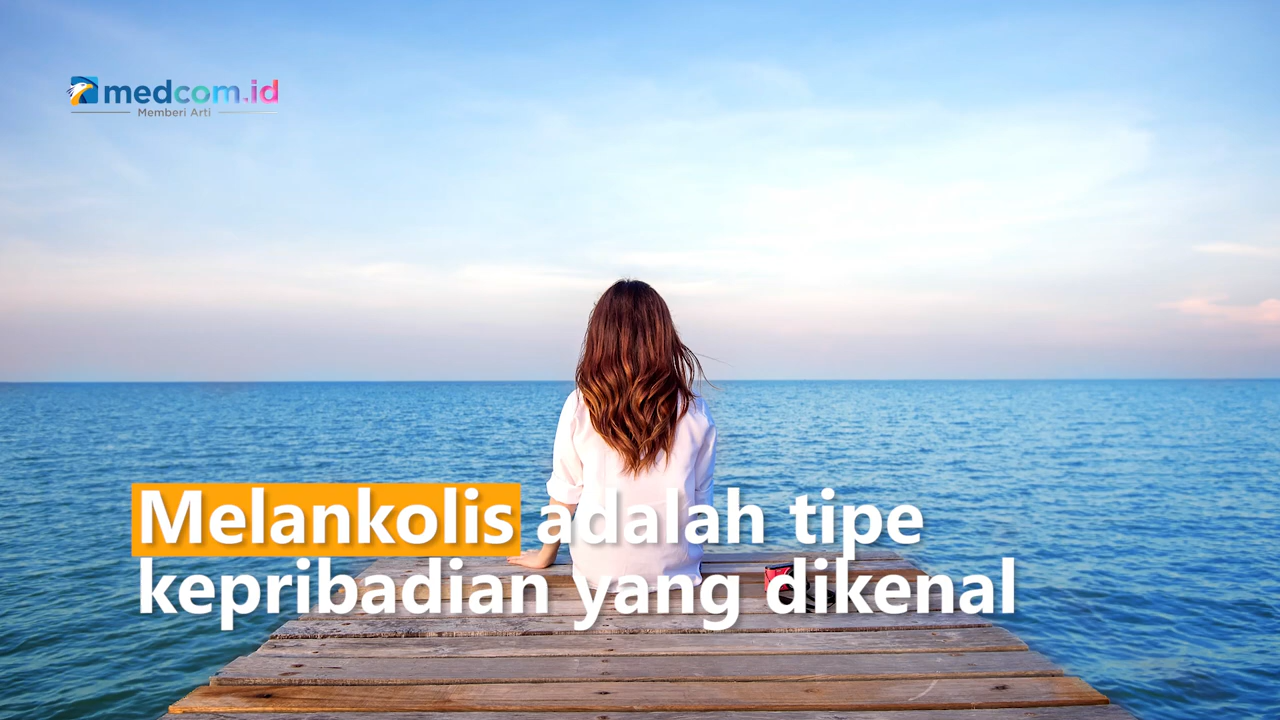 medcom.id
Memberi Arti
Melankolis adalah tipe
kepribadian yang dikenal